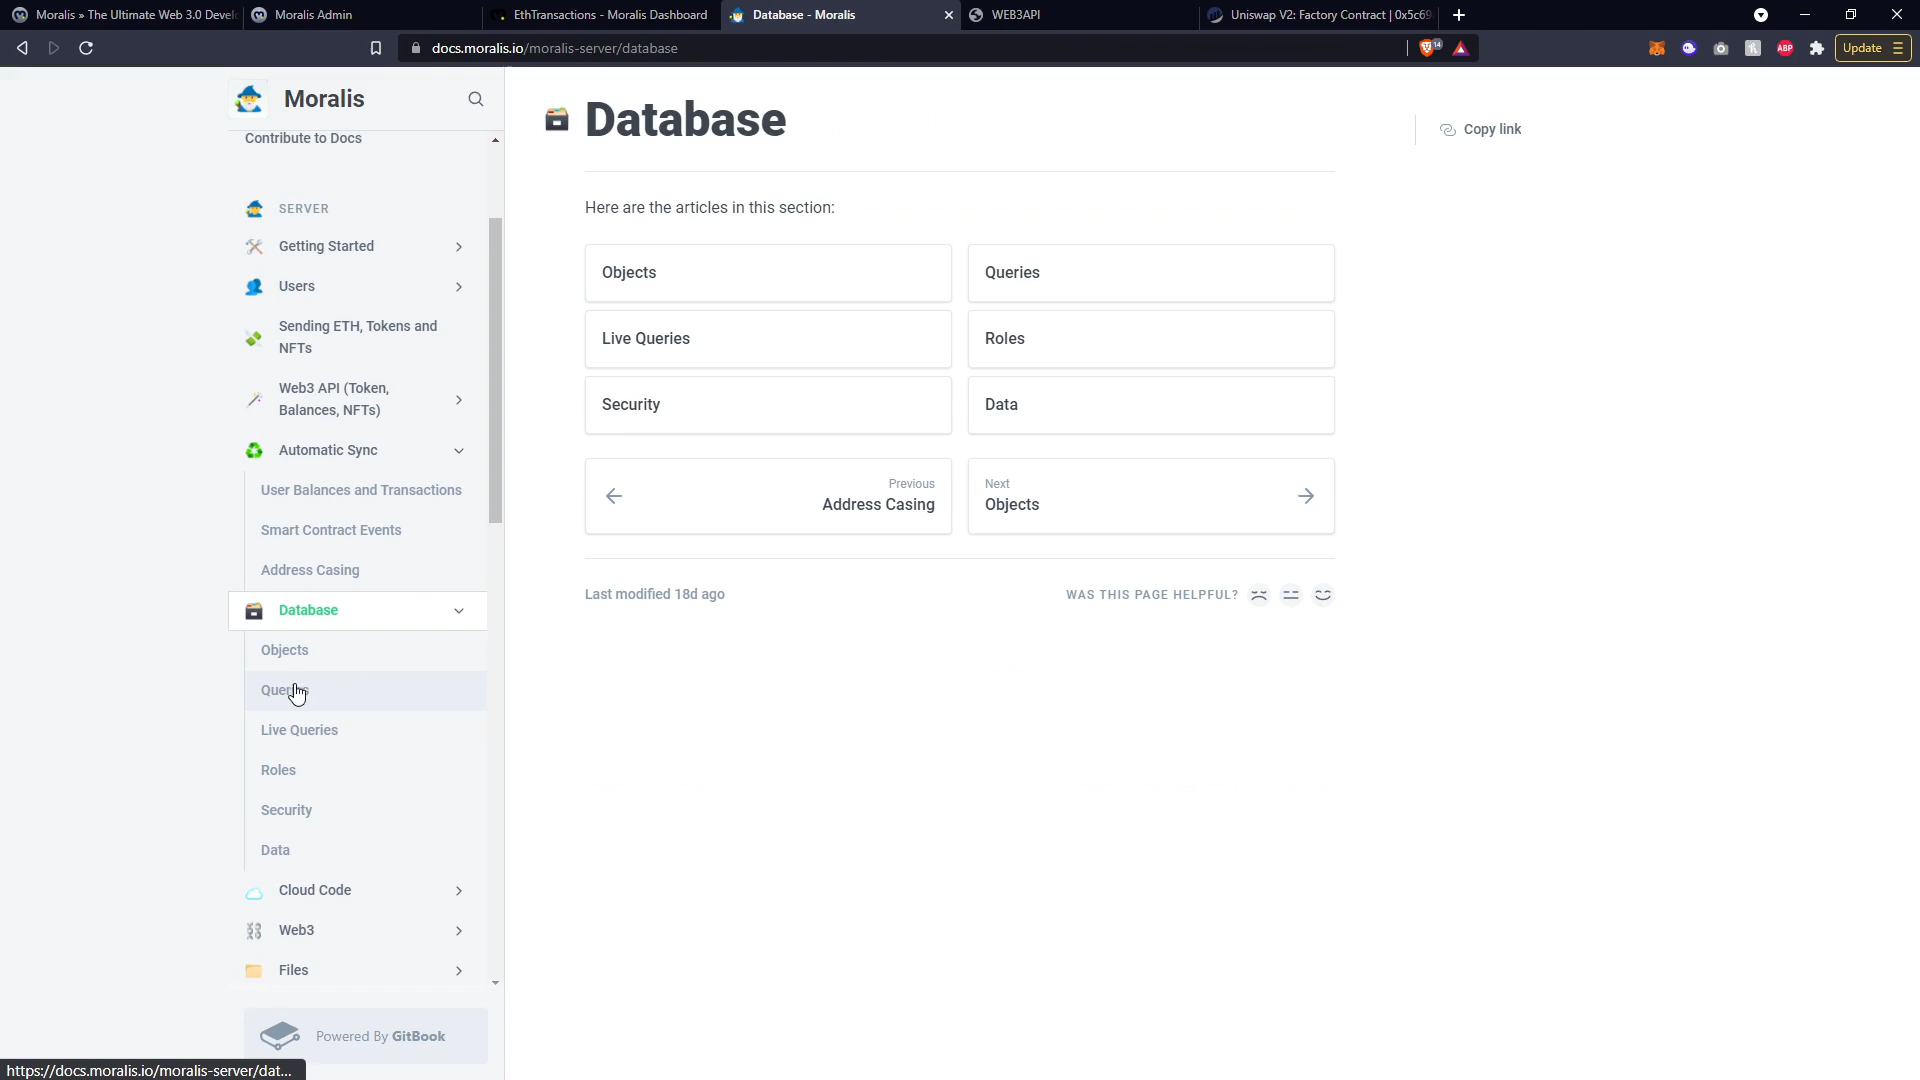 Moralis » The Ultimate Web 3.0 Devel
Moralis Admin
EthTransactions - Moralis Dashboard
Database - Moralis
WEB3API
Uniswap V2: Factory Contract | 0x5c69
docs.moralis.io/moralis-server/database
14
ABP
Update
Moralis
Contribute to Docs
SERVER
Getting Started
Users
Sending ETH, Tokens and
NFTs
Web3 API (Token,
Balances, NFTs)
Automatic Sync
User Balances and Transactions
Smart Contract Events
Address Casing
Database
Objects
Live Queries
Roles
Security
Data
Cloud Code
Web3
Files
Powered By GitBook
https://docs.moralis.io/moralis-server/dat...
Database
Copy link
Here are the articles in this section:
Objects
Queries
Live Queries
Roles
Security
Data
Previous
Address Casing
Next
Objects
Last modified 18d ago
WAS THIS PAGE HELPFUL?